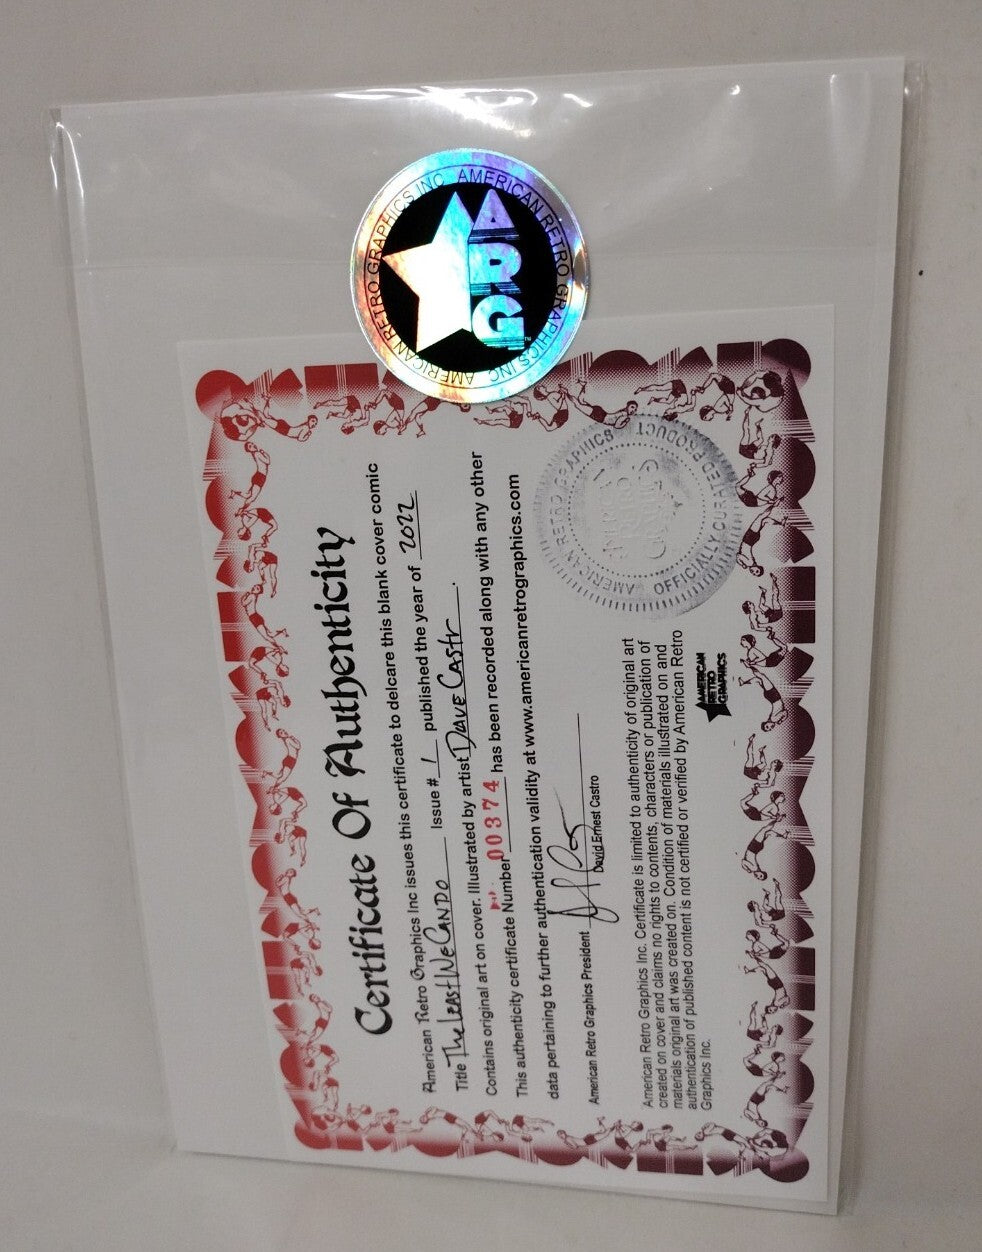 AMERICAN RETRO GRAPHICS INC AMERICAN RETRO GRAPHICS INC
ARG
TM
Certificate Of Authenticity
American Retro Graphics Inc issues this certificate to delcare this blank cover comic
Title The Least We Can Do Issue # 1 published the year of 2022
Contains original art on cover. Illustrated by artist Dave Castr.
This authenticity certificate Number 00374 has been recorded along with any other
data pertaining to further authentication validity at www.americanretrographics.com
American Retro Graphics President
David Ernest Castro
American Retro Graphics Inc. Certificate is limited to authenticity of original art
created on cover and claims no rights to contents, characters or publication of
materials original art was created on. Condition of materials illustrated on and
authentication of published content is not certified or verified by American Retro
Graphics Inc.
AMERICAN
RETRO
GRAPHICS
AMERICAN RETRO GRAPHICS
OFFICIALLY CURATED PRODUCT
AMERICAN
RETRO
GRAPHICS